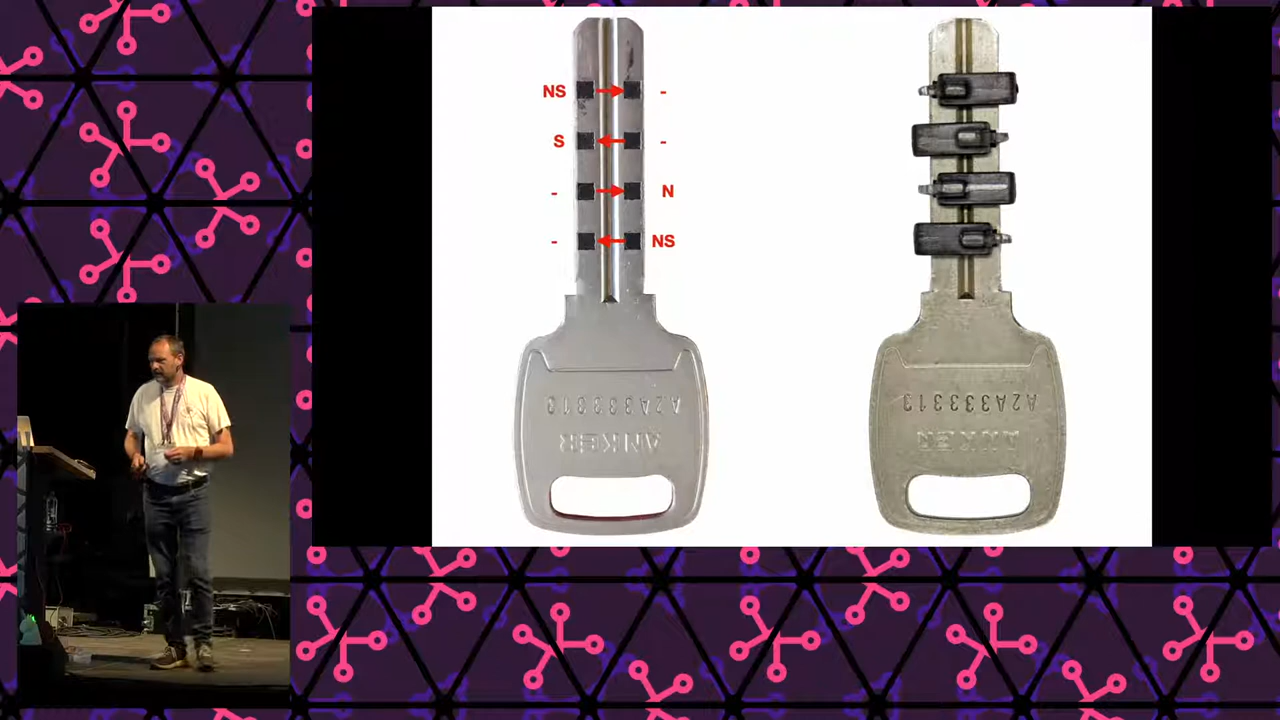 NS -
S -
- N
- NS
A2A33313
ANKER
A2A33313
ANKER